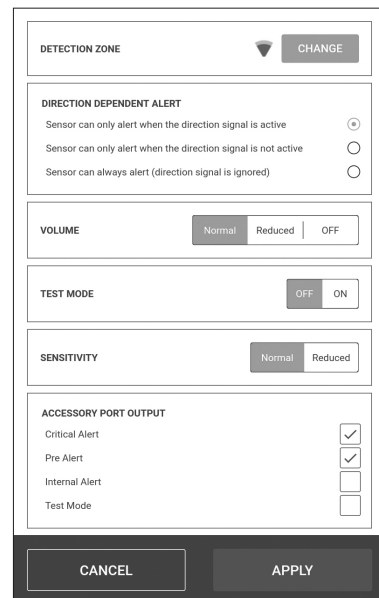 DETECTION ZONE CHANGE
DIRECTION DEPENDENT ALERT
Sensor can only alert when the direction signal is active
Sensor can only alert when the direction signal is not active
Sensor can always alert (direction signal is ignored)
VOLUME Normal Reduced OFF
TEST MODE OFF ON
SENSITIVITY Normal Reduced
ACCESSORY PORT OUTPUT
Critical Alert
Pre Alert
Internal Alert
Test Mode
CANCEL APPLY